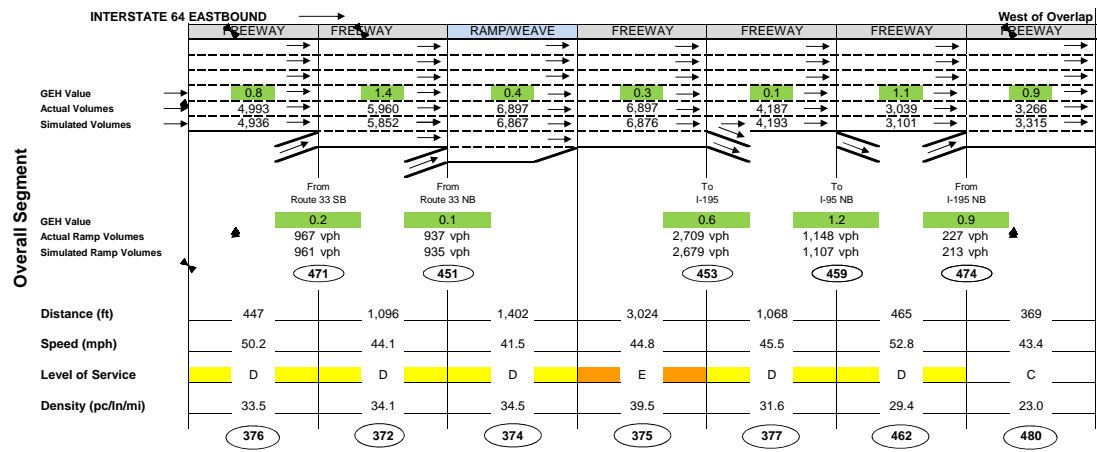 INTERSTATE 64 EASTBOUND West of Overlap
FREEWAY FREEWAY RAMP/WEAVE FREEWAY FREEWAY FREEWAY FREEWAY
GEH Value 0.8 1.4 0.4 0.3 0.1 1.1 0.9
Actual Volumes 4,993 5,960 6,897 6,897 4,187 3,039 3,266
Simulated Volumes 4,936 5,852 6,867 6,876 4,193 3,101 3,315
From From To To From
Route 33 SB Route 33 NB I-195 I-95 NB I-195 NB
GEH Value 0.2 0.1 0.6 1.2 0.9
Actual Ramp Volumes 967 vph 937 vph 2,709 vph 1,148 vph 227 vph
Simulated Ramp Volumes 961 vph 935 vph 2,679 vph 1,107 vph 213 vph
471 451 453 459 474
Overall Segment
Distance (ft) 447 1,096 1,402 3,024 1,068 465 369
Speed (mph) 50.2 44.1 41.5 44.8 45.5 52.8 43.4
Level of Service D D D E D D C
Density (pc/ln/mi) 33.5 34.1 34.5 39.5 31.6 29.4 23.0
376 372 374 375 377 462 480